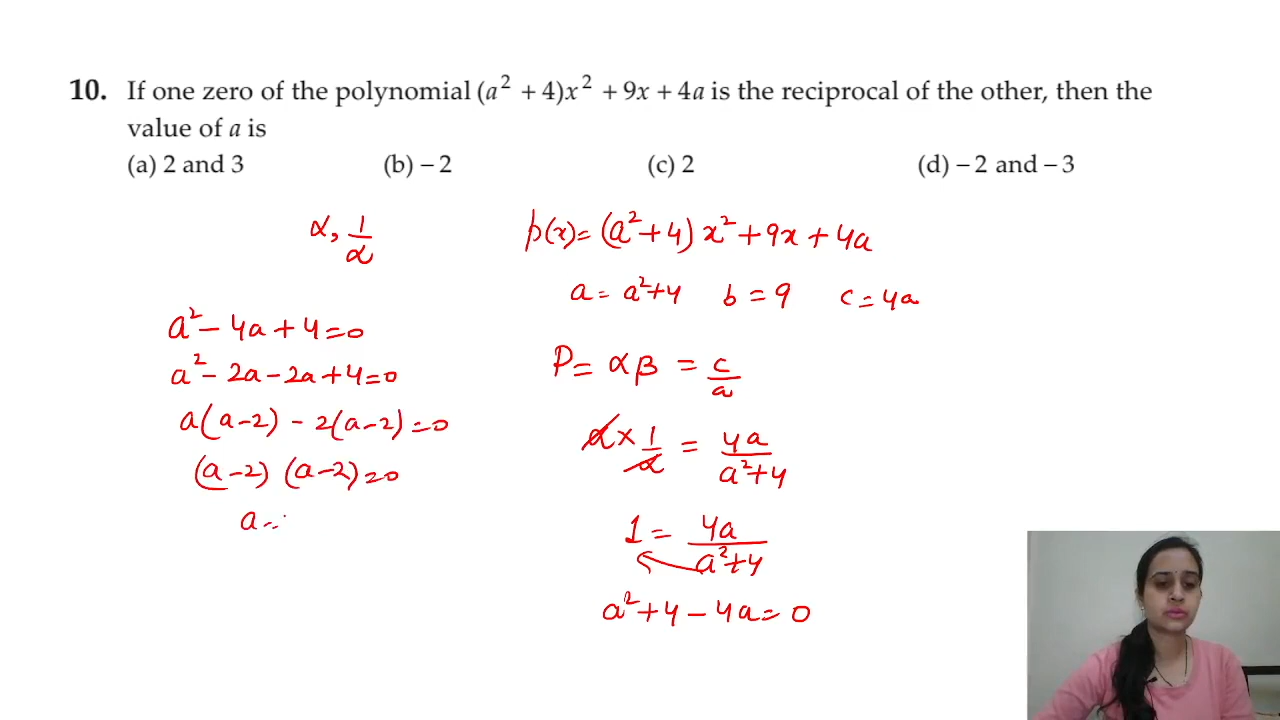 10. If one zero of the polynomial (a² + 4)x² + 9x + 4a is the reciprocal of the other, then the
value of a is
(a) 2 and 3 (b) – 2 (c) 2 (d) – 2 and – 3
α, 1/α
p(x) = (a²+4) x² + 9x + 4a
a = a²+4 b = 9 c = 4a
a² - 4a + 4 = 0
a² - 2a - 2a + 4 = 0
a(a-2) - 2(a-2) = 0
(a-2) (a-2) = 0
a =
P = αβ = c/a
α × 1/α = 4a/a²+4
1 = 4a/a²+4
a² + 4 - 4a = 0